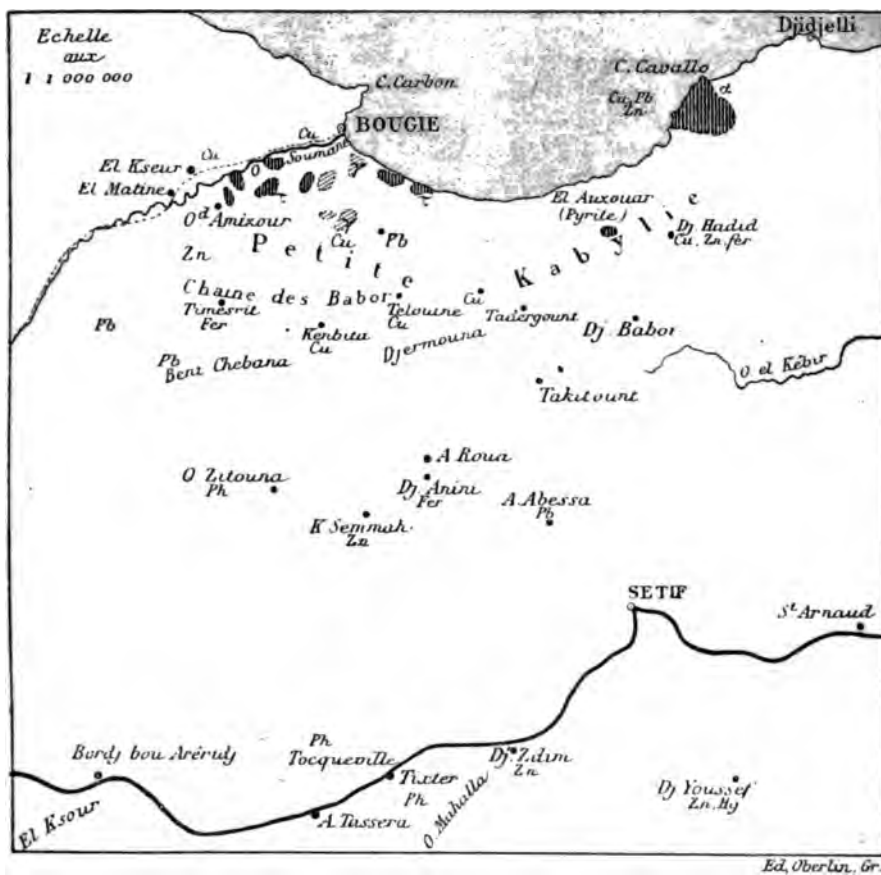 Echelle
aux
1 1 000 000
Djidjelli
C. Cavallo
Cu, Pb
Zn.
d
C. Carbon
BOUGIE
Cu
O Soumam
Cu
El Kseur
El Matine
Od Amizour
Zn
Cu
Pb
El Auxouar
(Pyrite)
Dj. Hadid
Cu. Zn. fer
Petite Kabylie
Chaine des Babor
Timesrit
Fer
Pb
Telouine
Cu
Cu
Tadergount
Kenbita
Cu
Djermouna
Dj. Babor
Pb
Beni Chebana
O. el Kébir
Takitount
A Roua
O. Zitouna
Ph
Dj. Anini
Fer
A. Abessa
Pb
K Semmah.
Zn
SETIF
St Arnaud
Bordj bou Arérudj
Ph
Tocqueville
Tixter
Ph
Dj. Zdim
Zn
O. Mahalla
Dj Youssef
Zn. Hg
El Ksour
A. Tassera
Ed, Oberlin, Gr.